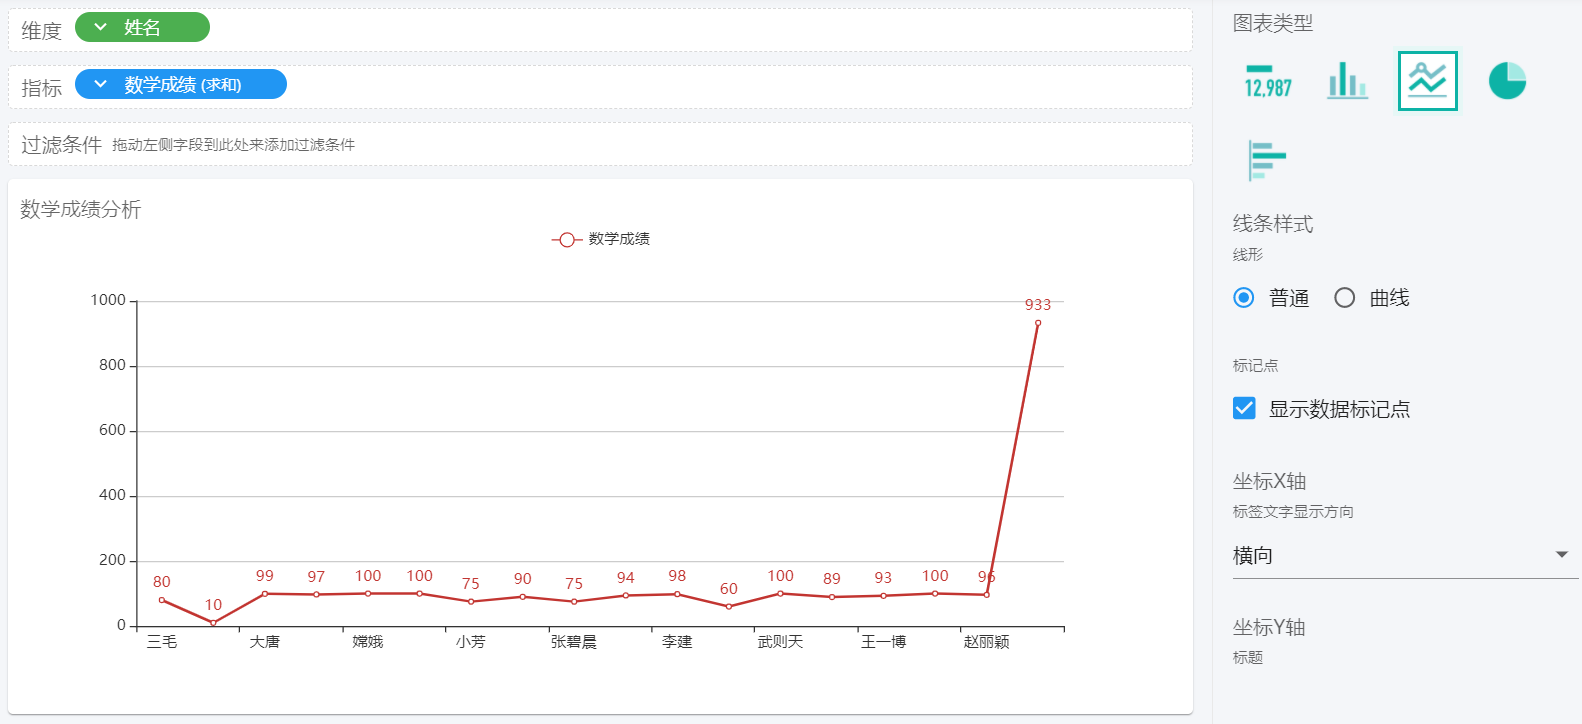 维度 姓名
指标 数学成绩 (求和)
过滤条件 拖动左侧字段到此处来添加过滤条件
数学成绩分析
数学成绩
1000
800
600
400
200
0
80
10
99
97
100
100
75
90
75
94
98
60
100
89
93
100
96
933
三毛
大唐
嫦娥
小芳
张碧晨
李建
武则天
王一博
赵丽颖
图表类型
12,987
线条样式
线形
普通 曲线
标记点
显示数据标记点
坐标X轴
标签文字显示方向
横向
坐标Y轴
标题